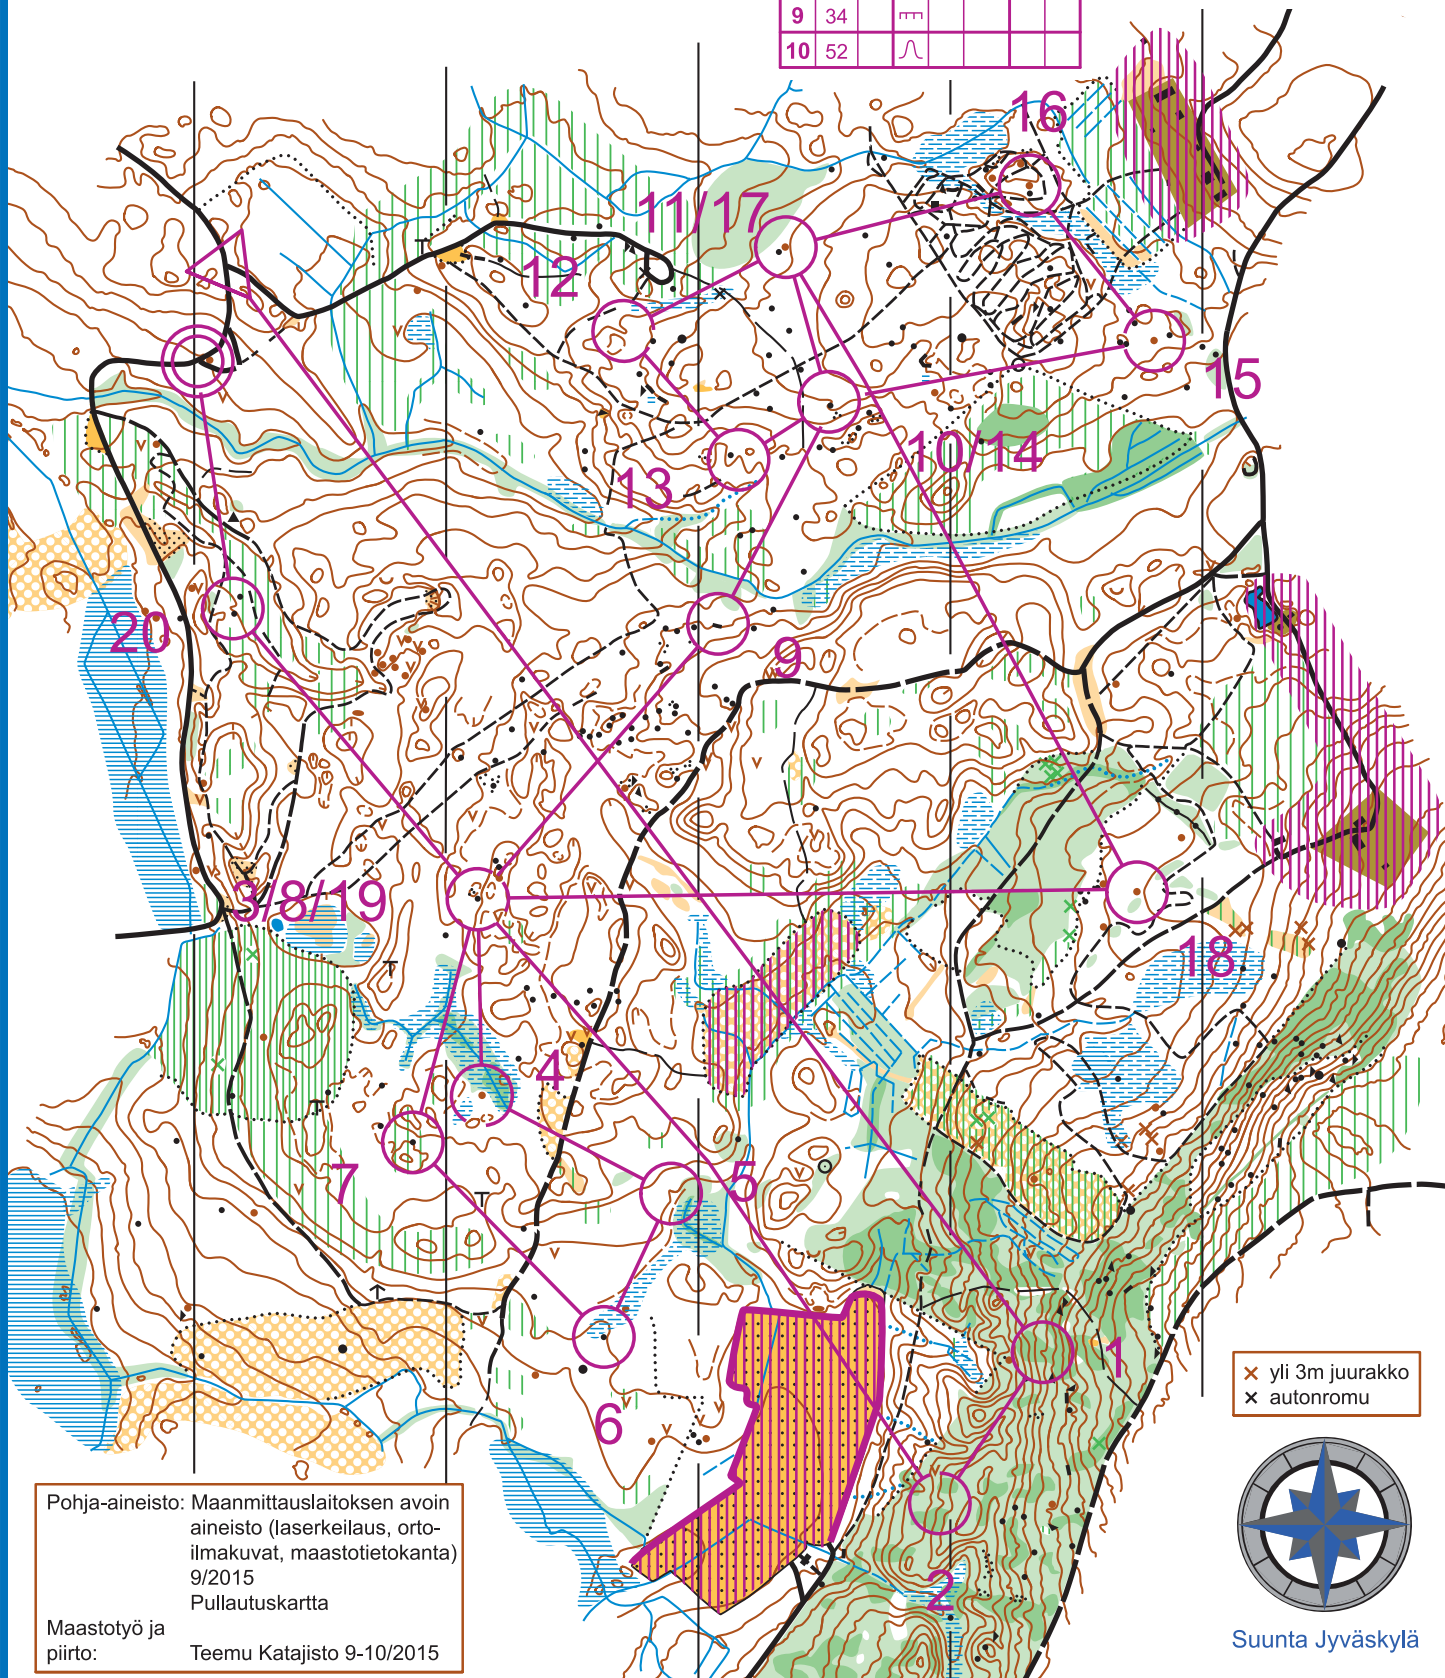 9 34
10 52
16
11/17
12
15
10/14
13
20
9
3/8/19
18
4
5
7
1
6
2
yli 3m juurakko
autonromu
Pohja-aineisto: Maanmittauslaitoksen avoin
aineisto (laserkeilaus, orto-
ilmakuvat, maastotietokanta)
9/2015
Pullautuskartta
Maastotyö ja
piirto: Teemu Katajisto 9-10/2015
Suunta Jyväskylä